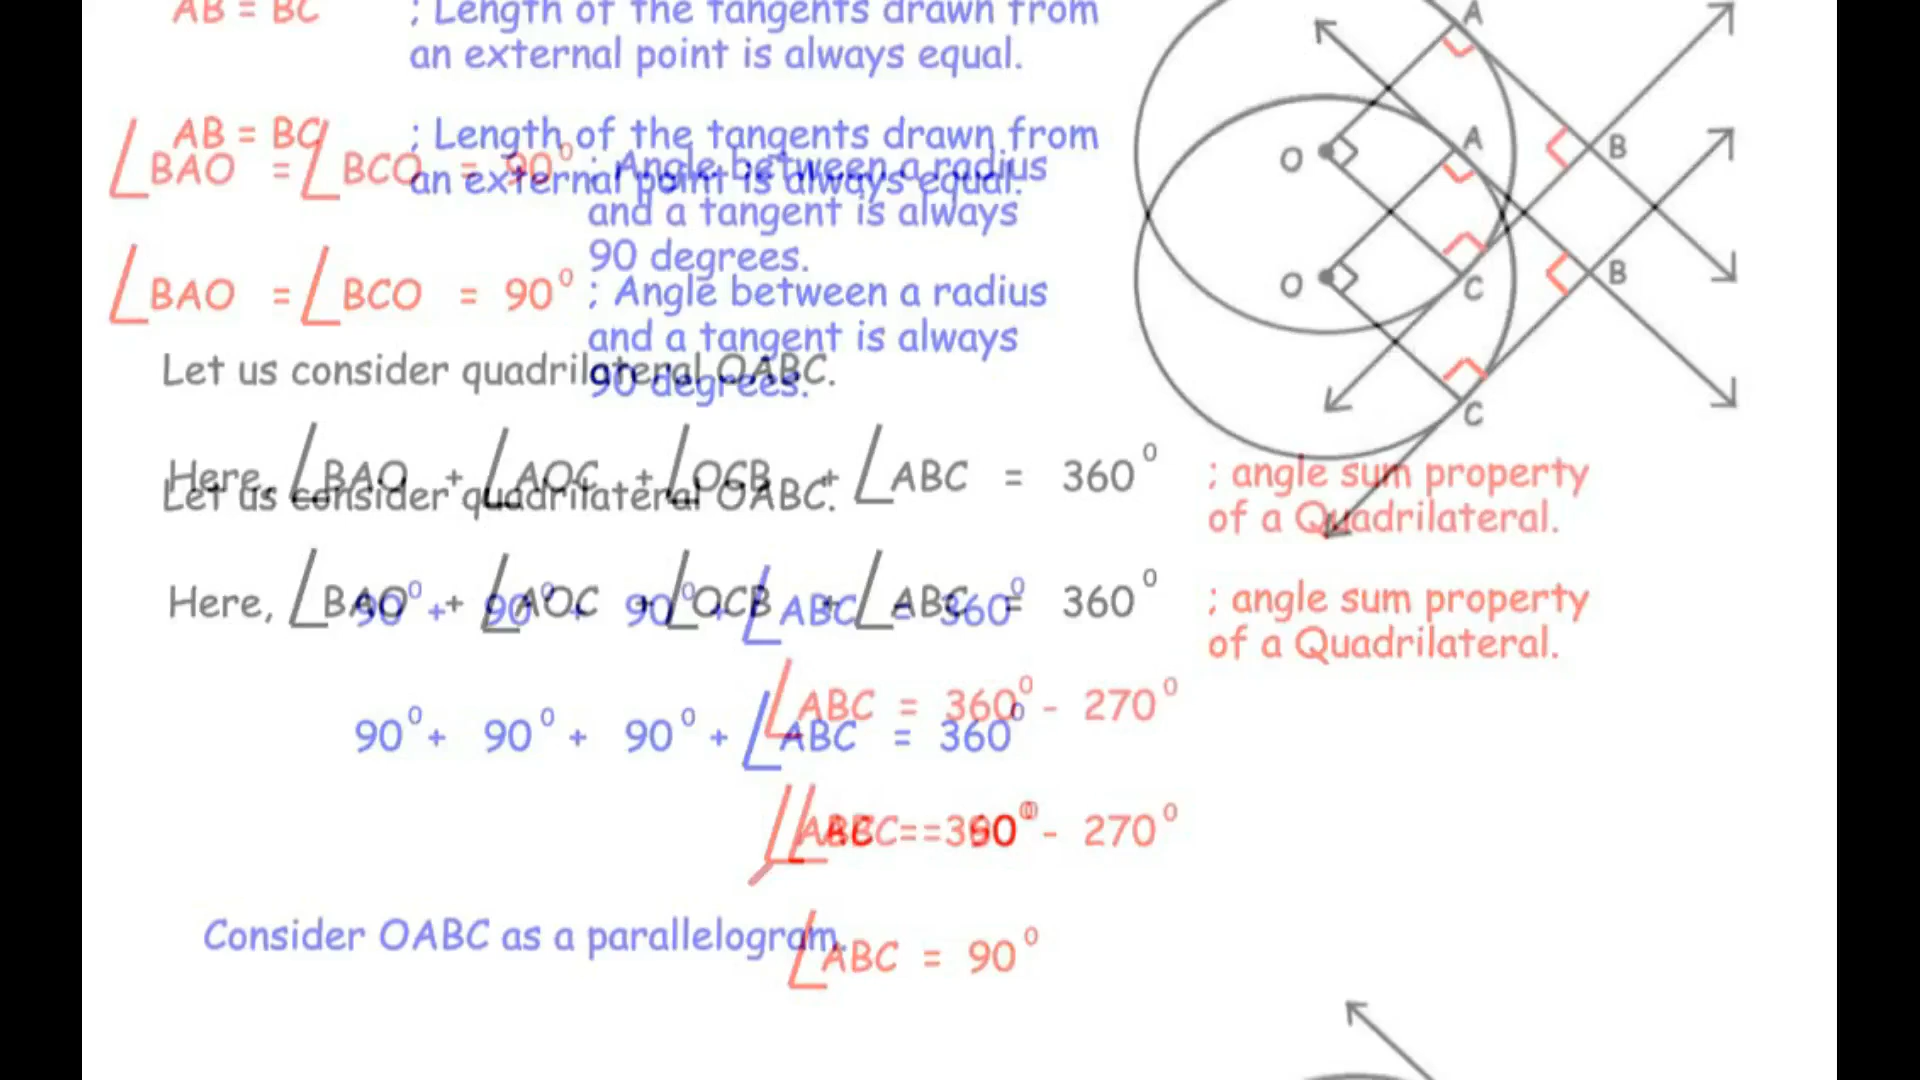 AB = BC ; Length of the tangents drawn from
an external point is always equal.
AB = BC ; Length of the tangents drawn from
an external point is always equal.
∠BAO = ∠BCO = 90° ; Angle between a radius
and a tangent is always
90 degrees.
∠BAO = ∠BCO = 90° ; Angle between a radius
and a tangent is always
90 degrees.
Let us consider quadrilateral OABC.
Here, ∠BAO + ∠AOC + ∠OCB + ∠ABC = 360° ; angle sum property
of a Quadrilateral.
Let us consider quadrilateral OABC.
Here, ∠BAO + ∠AOC + ∠OCB + ∠ABC = 360° ; angle sum property
of a Quadrilateral.
90° + 90° + 90° + ∠ABC = 360°
∠ABC = 360° - 270°
90° + 90° + 90° + ∠ABC = 360°
∠ABC = 90°
∠ABC = 360° - 270°
Consider OABC as a parallelogram.
∠ABC = 90°
A
O
B
C
A
O
B
C